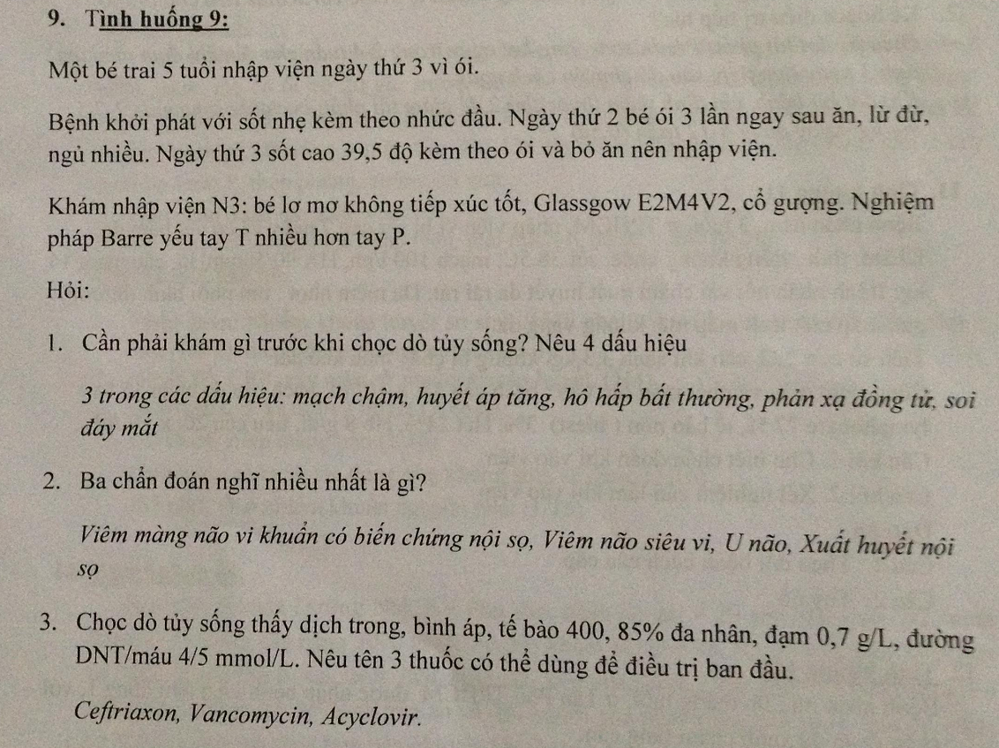 9. Tình huống 9:
Một bé trai 5 tuổi nhập viện ngày thứ 3 vì ói.
Bệnh khởi phát với sốt nhẹ kèm theo nhức đầu. Ngày thứ 2 bé ói 3 lần ngay sau ăn, lừ đừ,
ngủ nhiều. Ngày thứ 3 sốt cao 39,5 độ kèm theo ói và bỏ ăn nên nhập viện.
Khám nhập viện N3: bé lơ mơ không tiếp xúc tốt, Glassgow E2M4V2, cổ gượng. Nghiệm
pháp Barre yếu tay T nhiều hơn tay P.
Hỏi:
1. Cần phải khám gì trước khi chọc dò tủy sống? Nêu 4 dấu hiệu
3 trong các dấu hiệu: mạch chậm, huyết áp tăng, hô hấp bất thường, phản xạ đồng tử, soi
đáy mắt
2. Ba chẩn đoán nghĩ nhiều nhất là gì?
Viêm màng não vi khuẩn có biến chứng nội sọ, Viêm não siêu vi, U não, Xuất huyết nội
sọ
3. Chọc dò tủy sống thấy dịch trong, bình áp, tế bào 400, 85% đa nhân, đạm 0,7 g/L, đường
DNT/máu 4/5 mmol/L. Nêu tên 3 thuốc có thể dùng để điều trị ban đầu.
Ceftriaxon, Vancomycin, Acyclovir.